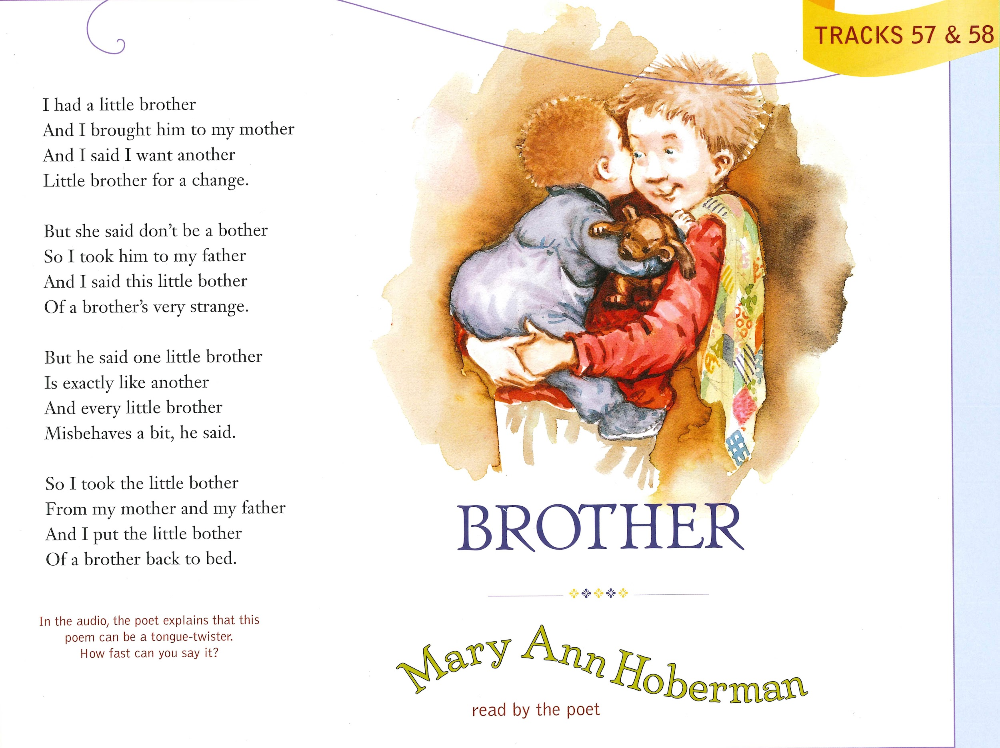 TRACKS 57 & 58
I had a little brother
And I brought him to my mother
And I said I want another
Little brother for a change.
But she said don't be a bother
So I took him to my father
And I said this little bother
Of a brother's very strange.
But he said one little brother
Is exactly like another
And every little brother
Misbehaves a bit, he said.
So I took the little bother
From my mother and my father
And I put the little bother
Of a brother back to bed.
In the audio, the poet explains that this
poem can be a tongue-twister.
How fast can you say it?
BROTHER
Mary Ann Hoberman
read by the poet